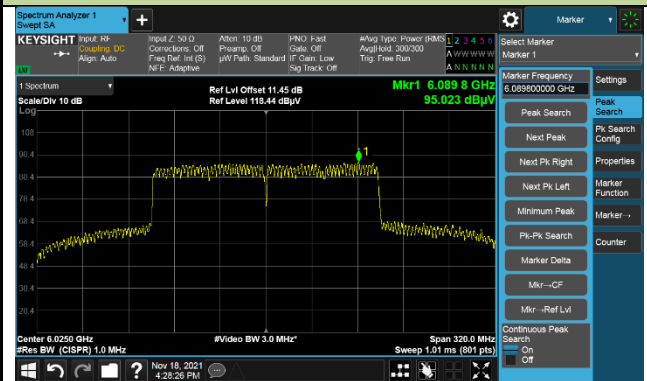 Spectrum Analyzer 1
Swept SA
Marker
KEYSIGHT
Input: RF
Coupling: DC
Align: Auto
Input Z: 50 Ω
Corrections: Off
Freq Ref: Int (S)
NFE: Adaptive
Atten: 10 dB
Preamp: Off
µW Path: Standard
PNO: Fast
Gate: Off
IF Gain: Low
Sig Track: Off
#Avg Type: Power (RMS
Avg|Hold: 300/300
Trig: Free Run
1 2 3 4 5 6
A W W W W W
A N N N N N
LXI
Select Marker
Marker 1
1 Spectrum
Scale/Div 10 dB
Log
Ref Lvl Offset 11.45 dB
Ref Level 118.44 dBµV
Mkr1 6.089 8 GHz
95.023 dBµV
108
98.4
88.4
78.4
68.4
58.4
48.4
38.4
28.4
1
Center 6.0250 GHz
#Res BW (CISPR) 1.0 MHz
#Video BW 3.0 MHz*
Span 320.0 MHz
Sweep 1.01 ms (801 pts)
Marker Frequency
6.089800000 GHz
Peak Search
Next Peak
Next Pk Right
Next Pk Left
Minimum Peak
Pk-Pk Search
Marker Delta
Mkr→CF
Mkr→Ref Lvl
Continuous Peak
Search
On
Off
Settings
Peak
Search
Pk Search
Config
Properties
Marker
Function
Marker→
Counter
?
Nov 18, 2021
4:28:26 PM